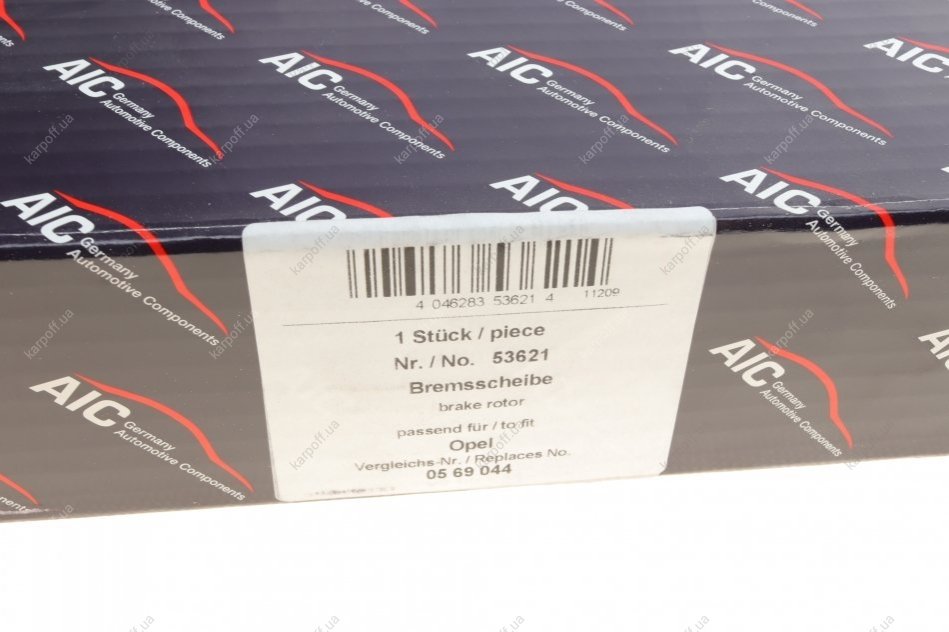 AIC Germany
Automotive Components
4 046283 53621 4 11209
1 Stück / piece
Nr. / No. 53621
Bremsscheibe
brake rotor
passend für / to fit
Opel
Vergleichs-Nr. / Replaces No.
05 69 044
karpoff.ua